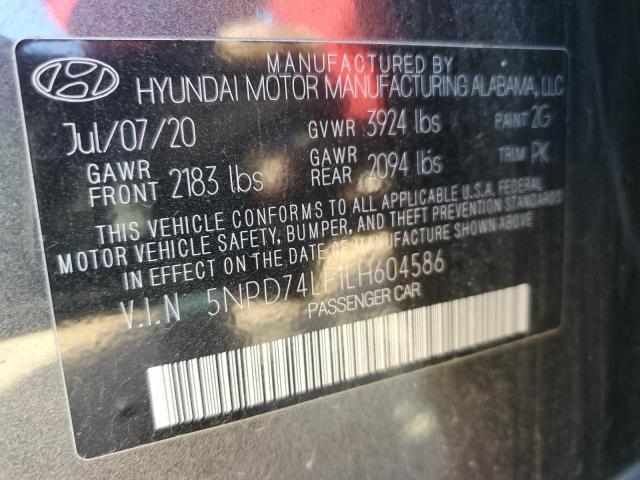 MANUFACTURED BY
HYUNDAI MOTOR MANUFACTURING ALABAMA, LLC
Jul/07/20 GVWR 3924 lbs PAINT 2G
GAWR FRONT 2183 lbs GAWR REAR 2094 lbs TRIM PK
THIS VEHICLE CONFORMS TO ALL APPLICABLE U.S.A. FEDERAL
MOTOR VEHICLE SAFETY, BUMPER, AND THEFT PREVENTION STANDARDS
IN EFFECT ON THE DATE OF MANUFACTURE SHOWN ABOVE
V.I.N 5NPD74LF1LH604586
PASSENGER CAR